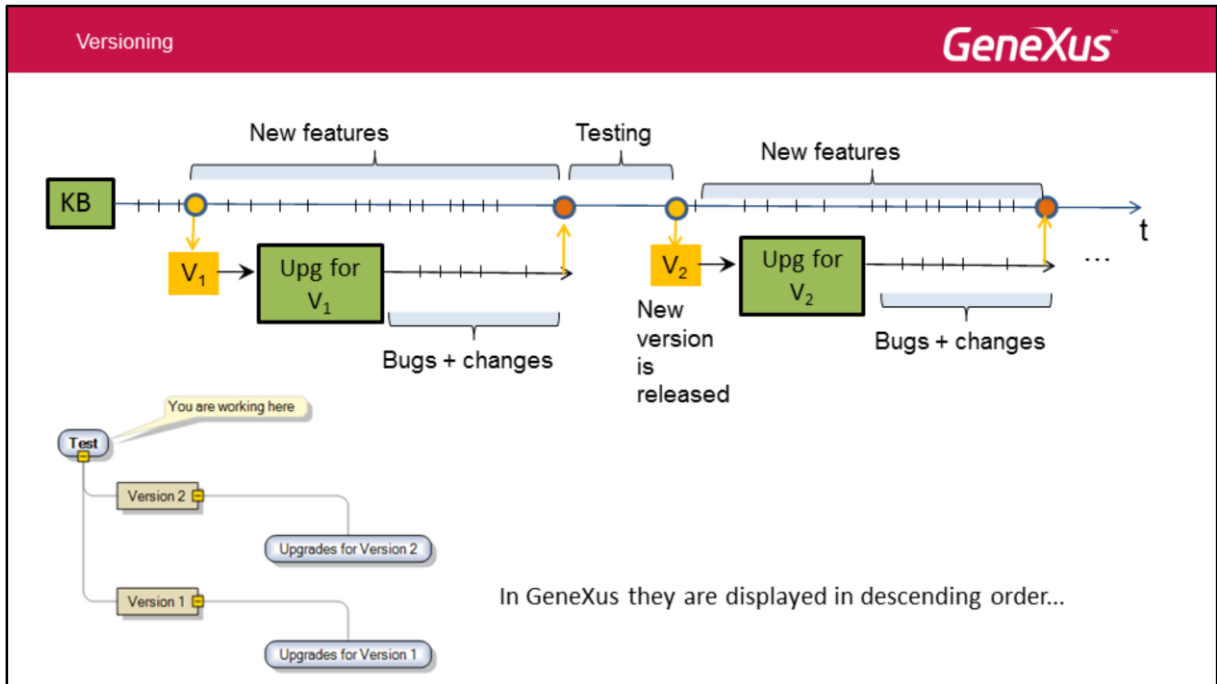 Versioning
GeneXus™
New features
Testing
New features
KB
t
V1
Upg for
V1
V2
Upg for
V2
...
Bugs + changes
New
version
is
released
Bugs + changes
You are working here
Test
Version 2
Upgrades for Version 2
Version 1
Upgrades for Version 1
In GeneXus they are displayed in descending order...